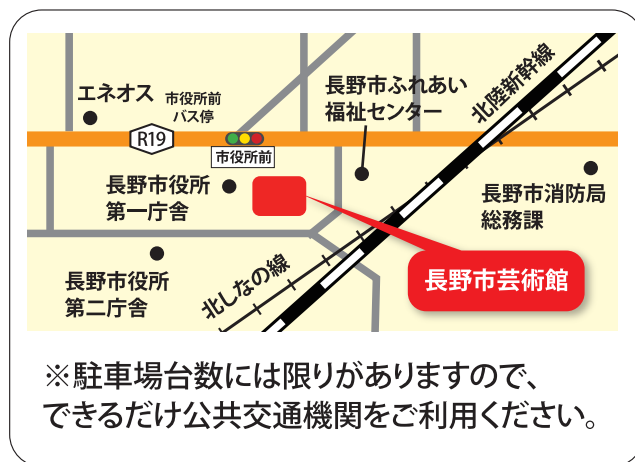 エネオス
市役所前
バス停
R19
市役所前
長野市ふれあい
福祉センター
北陸新幹線
長野市役所
第一庁舎
長野市消防局
総務課
長野市役所
第二庁舎
北しなの線
長野市芸術館
※駐車場台数には限りがありますので、
できるだけ公共交通機関をご利用ください。